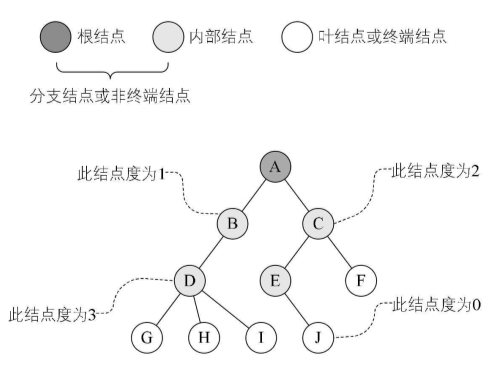 根结点 内部结点 叶结点或终端结点
分支结点或非终端结点
A
此结点度为1 此结点度为2
B C
D E F
此结点度为3 此结点度为0
G H I J